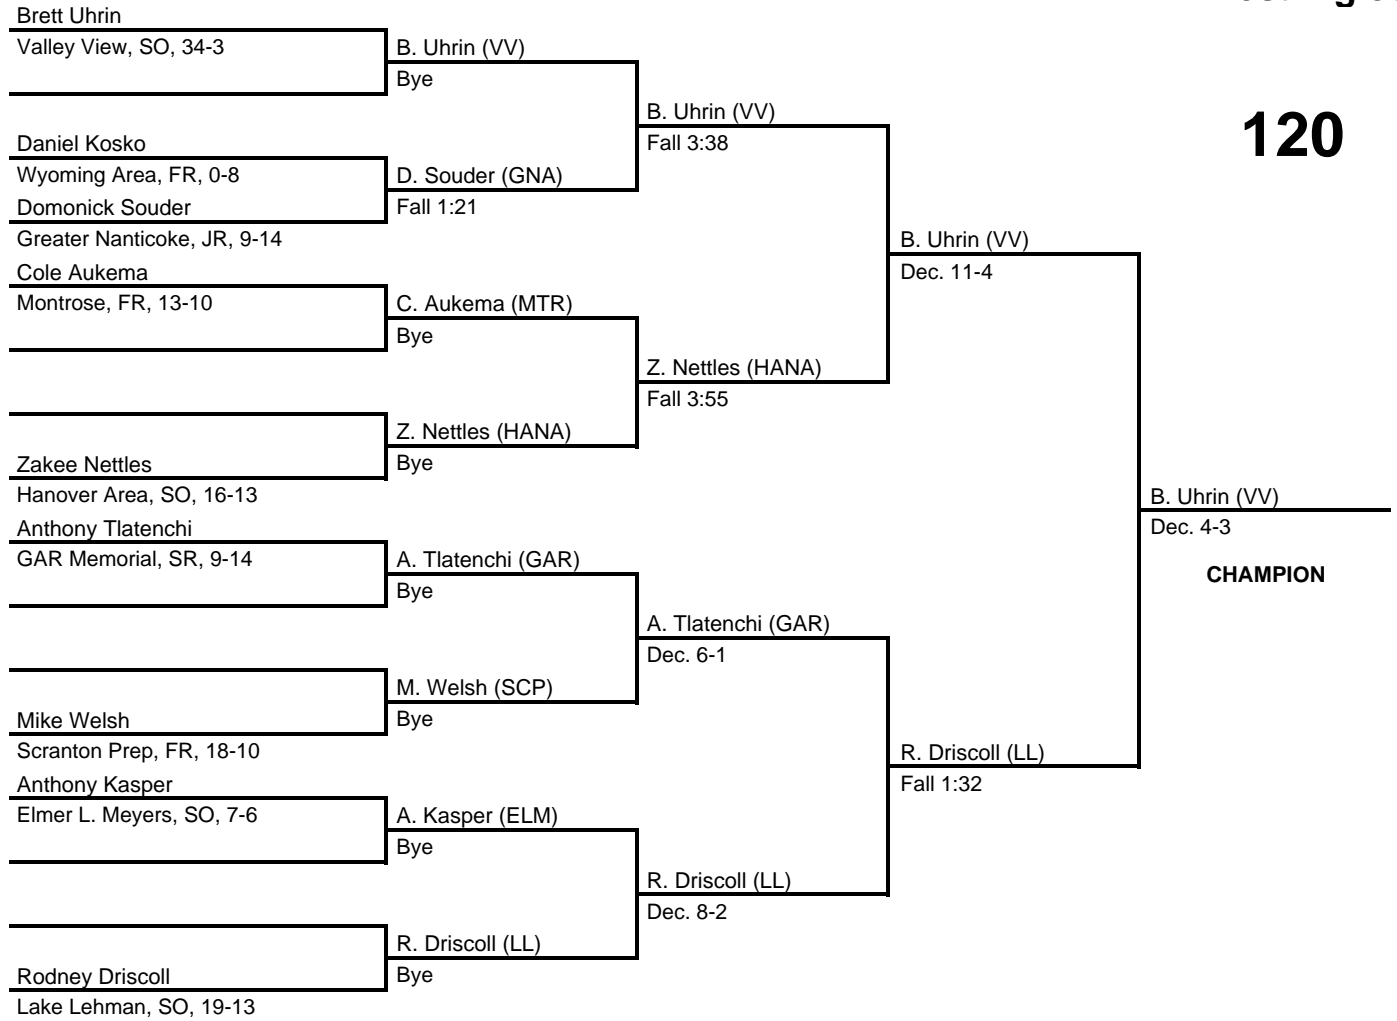 Brett Uhrin
Valley View, SO, 34-3
B. Uhrin (VV)
Bye
B. Uhrin (VV)
Fall 3:38
120
Daniel Kosko
Wyoming Area, FR, 0-8
D. Souder (GNA)
Domonick Souder
Fall 1:21
Greater Nanticoke, JR, 9-14
B. Uhrin (VV)
Dec. 11-4
Cole Aukema
Montrose, FR, 13-10
C. Aukema (MTR)
Bye
Z. Nettles (HANA)
Fall 3:55
Z. Nettles (HANA)
Zakee Nettles
Bye
Hanover Area, SO, 16-13
B. Uhrin (VV)
Dec. 4-3
CHAMPION
Anthony Tlatenchi
GAR Memorial, SR, 9-14
A. Tlatenchi (GAR)
Bye
A. Tlatenchi (GAR)
Dec. 6-1
M. Welsh (SCP)
Mike Welsh
Bye
Scranton Prep, FR, 18-10
R. Driscoll (LL)
Fall 1:32
Anthony Kasper
Elmer L. Meyers, SO, 7-6
A. Kasper (ELM)
Bye
R. Driscoll (LL)
Dec. 8-2
R. Driscoll (LL)
Rodney Driscoll
Bye
Lake Lehman, SO, 19-13